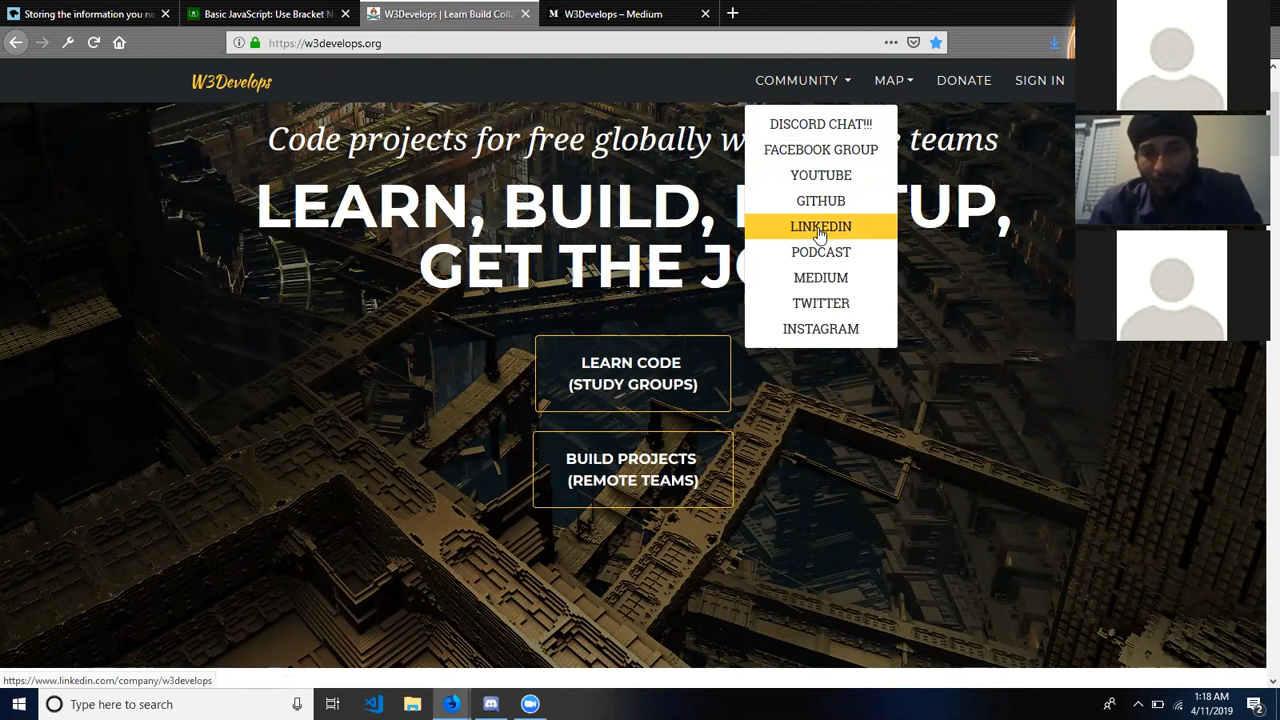 Storing the information you ne
Basic JavaScript: Use Bracket N
W3Develops | Learn Build Coll
M W3Develops – Medium
https://w3develops.org
W3Develops
COMMUNITY
MAP
DONATE
SIGN IN
DISCORD CHAT!!!
FACEBOOK GROUP
YOUTUBE
GITHUB
LINKEDIN
PODCAST
MEDIUM
TWITTER
INSTAGRAM
Code projects for free globally w e teams
LEARN, BUILD, TUP,
GET THE JO
LEARN CODE
(STUDY GROUPS)
BUILD PROJECTS
(REMOTE TEAMS)
https://www.linkedin.com/company/w3develops
Type here to search
1:18 AM
4/11/2019
2